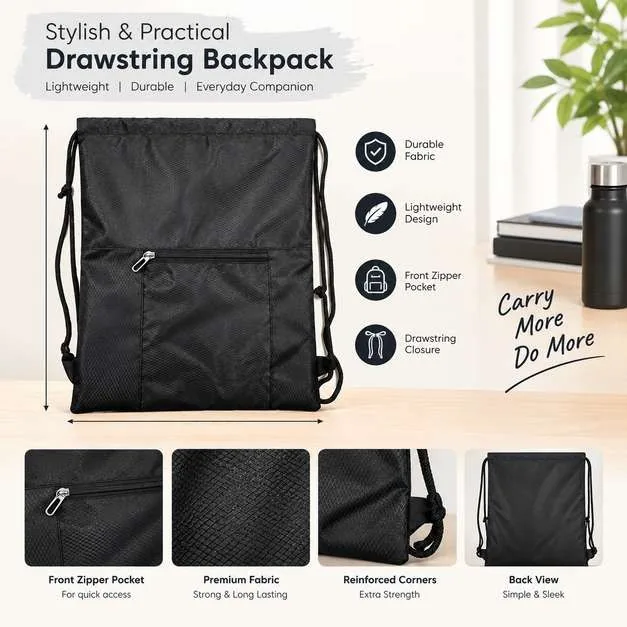 Stylish & Practical
Drawstring Backpack
Lightweight | Durable | Everyday Companion
Durable
Fabric
Lightweight
Design
Front Zipper
Pocket
Drawstring
Closure
Carry
More
Do More
Front Zipper Pocket
For quick access
Premium Fabric
Strong & Long Lasting
Reinforced Corners
Extra Strength
Back View
Simple & Sleek